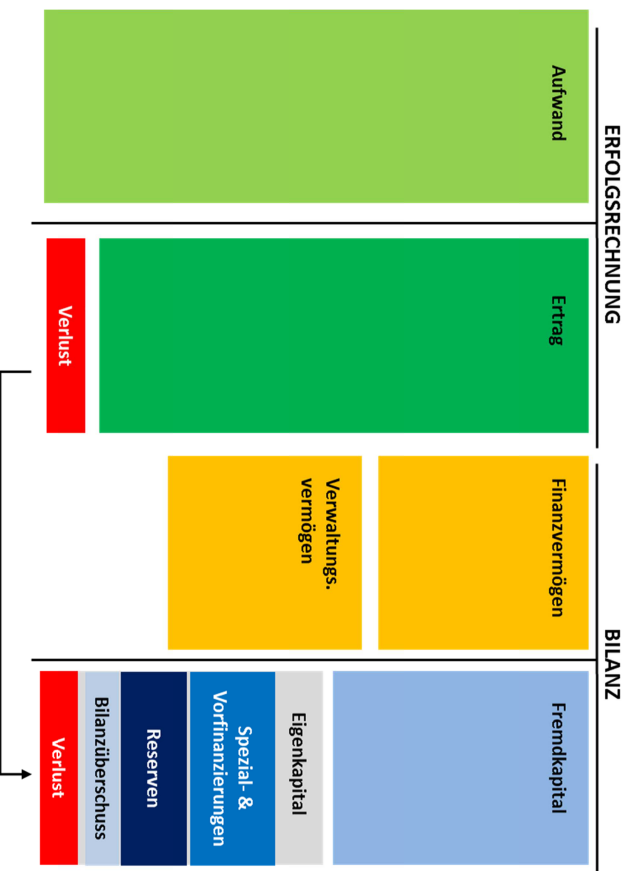 ERFOLGSRECHNUNG
Aufwand
Ertrag
Verlust
BILANZ
Finanzvermögen
Verwaltungs.
vermögen
Fremdkapital
Eigenkapital
Spezial- &
Vorfinanzierungen
Reserven
Bilanzüberschuss
Verlust